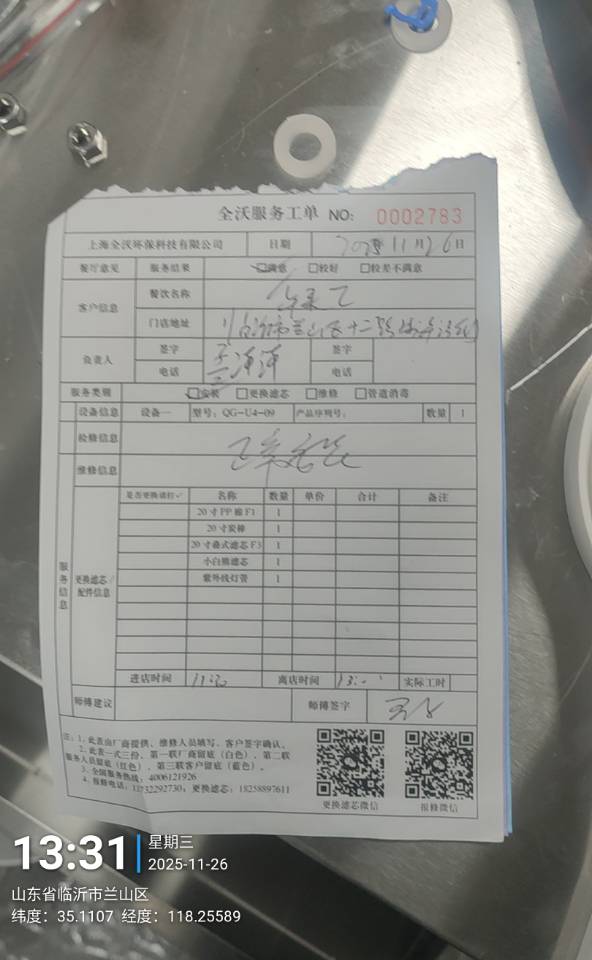 全沃服务工单 NO: 0002783
上海全沃环保科技有限公司 日期 2025年11月26日
餐厅意见 服务结果 □满意 □较好 □较差不满意
客户信息 餐饮名称
门店地址
负责人 签字 签字
电话 电话
服务类别 □安装 □更换滤芯 □维修 □管道消毒
设备信息 设备一 型号: QG-U4-09 产品序列号: 数量 1
检修信息
维修信息
服务信息
更换滤芯/配件信息
是否更换请打✓ 名称 数量 单价 合计 备注
20寸PP棉F1 1
20寸炭棒 1
20寸叠式滤芯F3 1
小白熊滤芯 1
紫外线灯管 1
进店时间 离店时间 实际工时
师傅建议 师傅签字
注: 1. 此表由厂商提供、维修人员填写、客户签字确认。
2. 此表一式三份, 第一联厂商留底（白色）, 第二联
服务人员留底（红色）, 第三联客户留底（蓝色）。
3. 全国服务热线: 4006121926
4. 报修电话: 更换滤芯: 18258897611
更换滤芯微信 报修微信
13:31 星期三
2025-11-26
山东省临沂市兰山区
纬度: 35.1107 经度: 118.25589